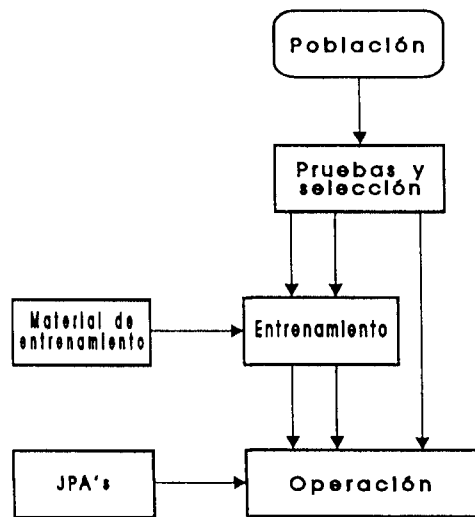 Población
Pruebas y
selección
Material de
entrenamiento
Entrenamiento
JPA's
Operación